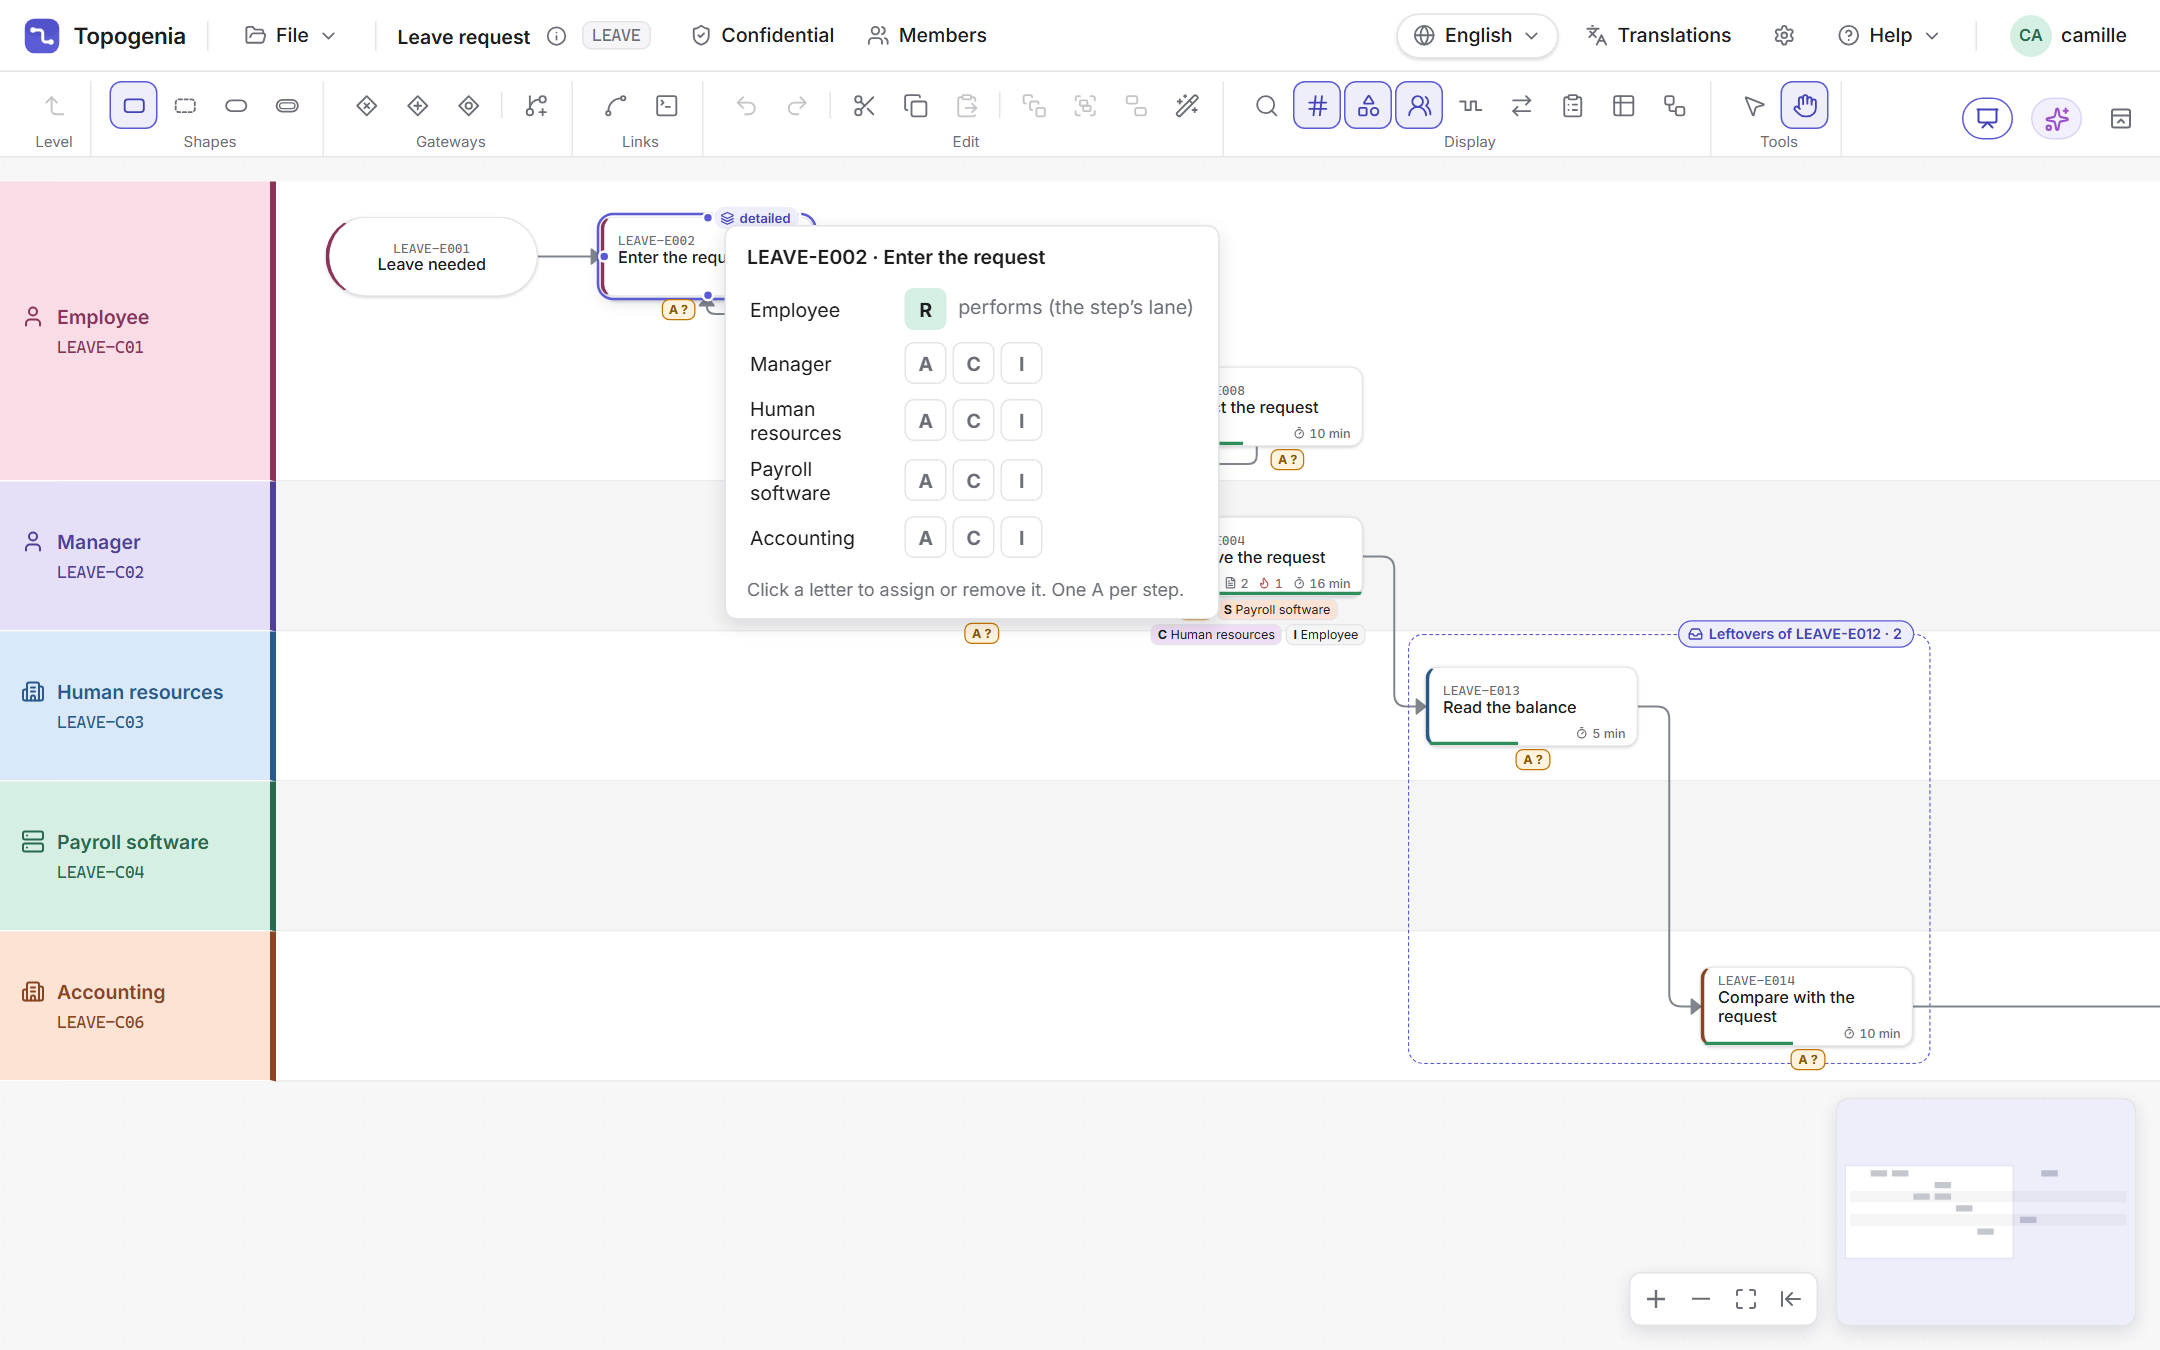 Topogenia
File
Leave request
LEAVE
Confidential
Members
English
Translations
Help
CA
camille
Level
Shapes
Gateways
Links
Edit
Display
Tools
Employee
LEAVE-C01
Manager
LEAVE-C02
Human resources
LEAVE-C03
Payroll software
LEAVE-C04
Accounting
LEAVE-C06
LEAVE-E001
Leave needed
detailed
LEAVE-E002
Enter the requ
A ?
LEAVE-E002 · Enter the request
Employee
R
performs (the step’s lane)
Manager
A C I
Human
resources
A C I
Payroll
software
A C I
Accounting
A C I
Click a letter to assign or remove it. One A per step.
E008
t the request
10 min
A ?
E004
ve the request
2
1
16 min
S Payroll software
C Human resources
I Employee
A ?
Leftovers of LEAVE-E012 · 2
LEAVE-E013
Read the balance
5 min
A ?
LEAVE-E014
Compare with the
request
10 min
A ?